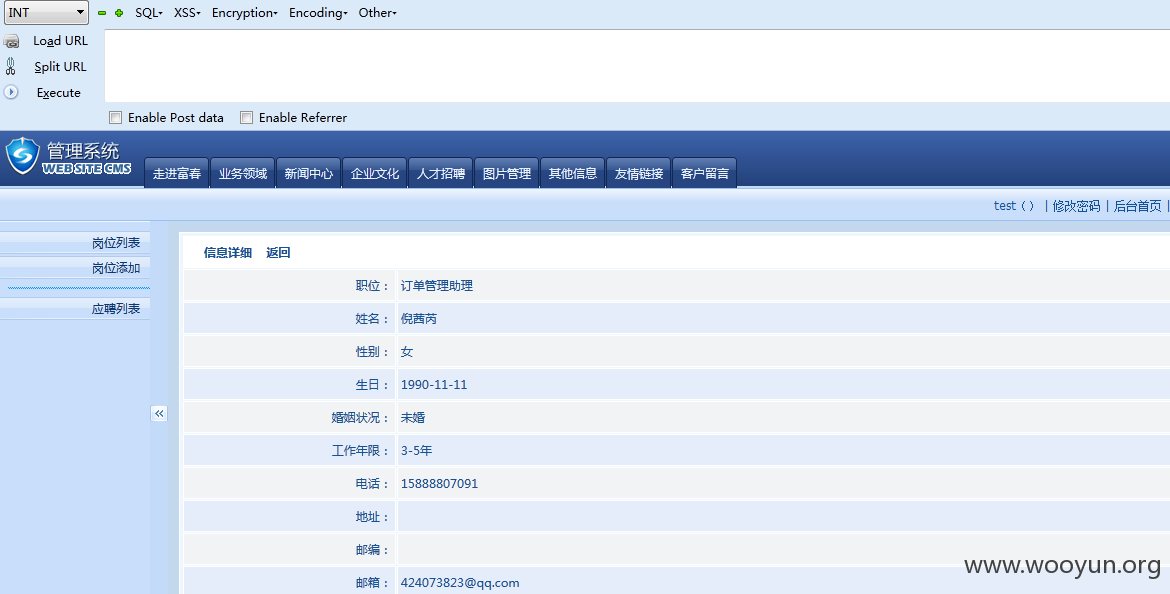 INT SQL- XSS- Encryption- Encoding- Other-
Load URL
Split URL
Execute
Enable Post data Enable Referrer
管理系统
WEB SITE CMS
走进富春 业务领域 新闻中心 企业文化 人才招聘 图片管理 其他信息 友情链接 客户留言
test（） | 修改密码 | 后台首页 |
岗位列表
岗位添加
应聘列表
信息详细 返回
职位： 订单管理助理
姓名： 倪茜芮
性别： 女
生日： 1990-11-11
婚姻状况： 未婚
工作年限： 3-5年
电话： 15888807091
地址：
邮编：
邮箱： 424073823@qq.com
www.wooyun.org